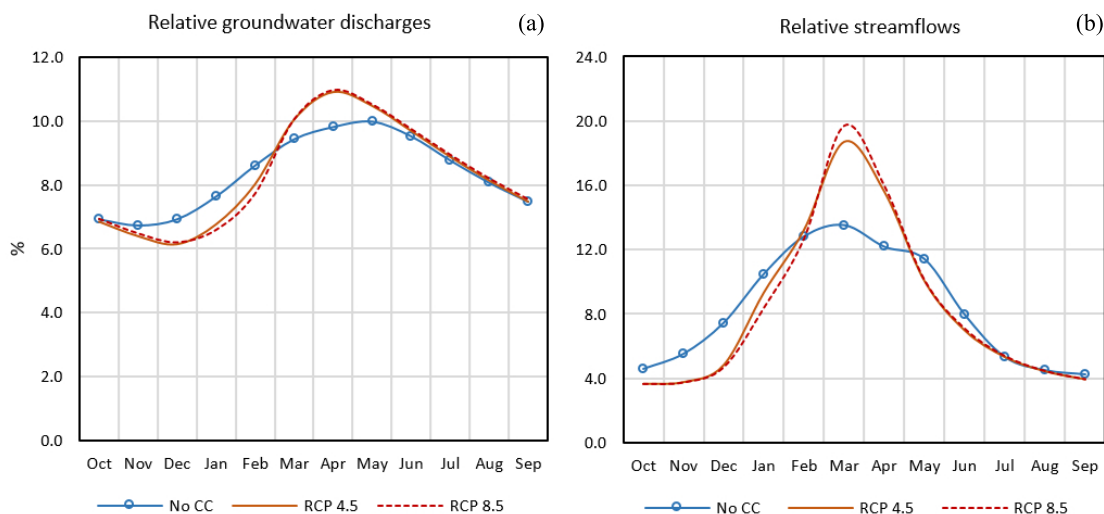 Relative groundwater discharges (a)
12.0
10.0
8.0
6.0
4.0
2.0
0.0
%
Oct Nov Dec Jan Feb Mar Apr May Jun Jul Aug Sep
No CC RCP 4.5 RCP 8.5
Relative streamflows (b)
24.0
20.0
16.0
12.0
8.0
4.0
0.0
Oct Nov Dec Jan Feb Mar Apr May Jun Jul Aug Sep
No CC RCP 4.5 RCP 8.5